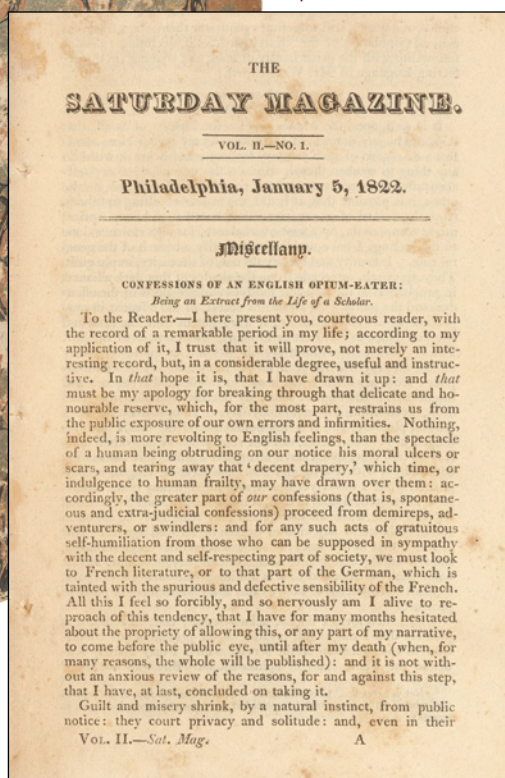 THE
SATURDAY MAGAZINE.
VOL. II.—NO. I.
Philadelphia, January 5, 1822.
Miscellany.
CONFESSIONS OF AN ENGLISH OPIUM-EATER:
Being an Extract from the Life of a Scholar.
To the Reader.—I here present you, courteous reader, with
the record of a remarkable period in my life; according to my
application of it, I trust that it will prove, not merely an inte-
resting record, but, in a considerable degree, useful and instruc-
tive. In that hope it is, that I have drawn it up: and that
must be my apology for breaking through that delicate and ho-
nourable reserve, which, for the most part, restrains us from
the public exposure of our own errors and infirmities. Nothing,
indeed, is more revolting to English feelings, than the spectacle
of a human being obtruding on our notice his moral ulcers or
scars, and tearing away that ‘decent drapery,’ which time, or
indulgence to human frailty, may have drawn over them: ac-
cordingly, the greater part of our confessions (that is, spontane-
ous and extra-judicial confessions) proceed from demireps, ad-
venturers, or swindlers: and for any such acts of gratuitous
self-humiliation from those who can be supposed in sympathy
with the decent and self-respecting part of society, we must look
to French literature, or to that part of the German, which is
tainted with the spurious and defective sensibility of the French.
All this I feel so forcibly, and so nervously am I alive to re-
proach of this tendency, that I have for many months hesitated
about the propriety of allowing this, or any part of my narrative,
to come before the public eye, until after my death (when, for
many reasons, the whole will be published): and it is not with-
out an anxious review of the reasons, for and against this step,
that I have, at last, concluded on taking it.
Guilt and misery shrink, by a natural instinct, from public
notice: they court privacy and solitude: and, even in their
VOL. II.—Sat. Mag. A